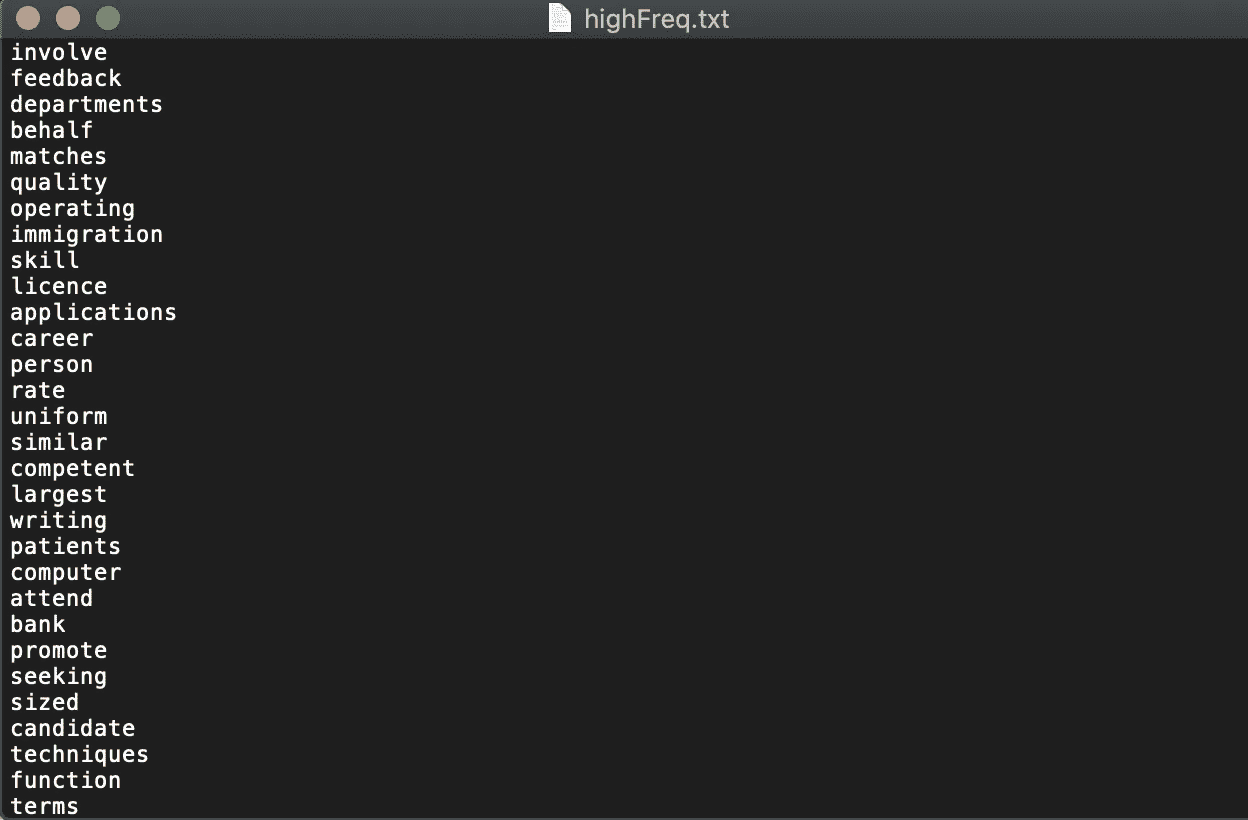 highFreq.txt
involve
feedback
departments
behalf
matches
quality
operating
immigration
skill
licence
applications
career
person
rate
uniform
similar
competent
largest
writing
patients
computer
attend
bank
promote
seeking
sized
candidate
techniques
function
terms